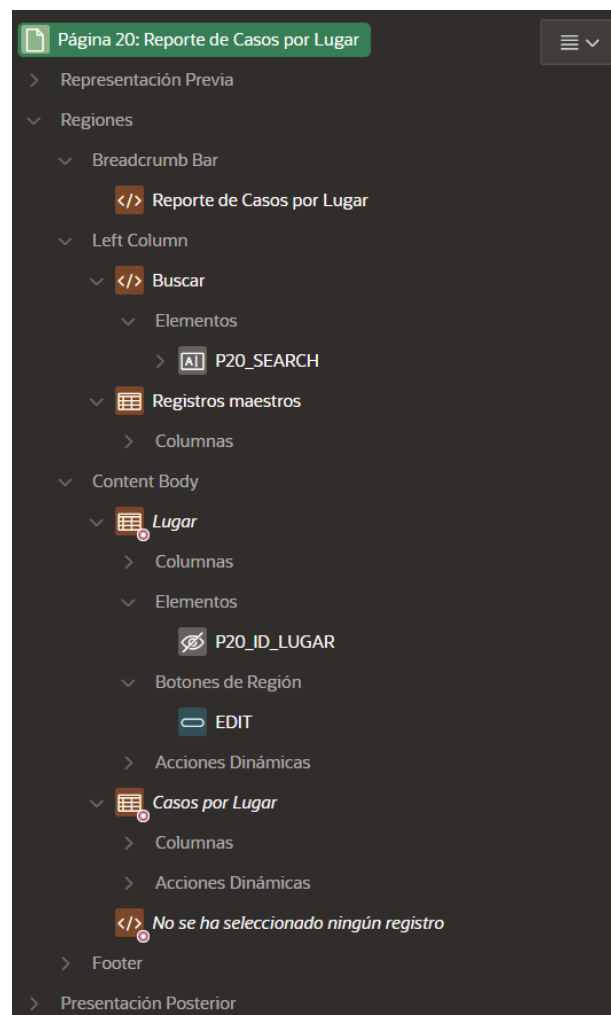 Página 20: Reporte de Casos por Lugar
Representación Previa
Regiones
Breadcrumb Bar
</> Reporte de Casos por Lugar
Left Column
</> Buscar
Elementos
A| P20_SEARCH
Registros maestros
Columnas
Content Body
Lugar
Columnas
Elementos
P20_ID_LUGAR
Botones de Región
EDIT
Acciones Dinámicas
Casos por Lugar
Columnas
Acciones Dinámicas
</> No se ha seleccionado ningún registro
Footer
Presentación Posterior